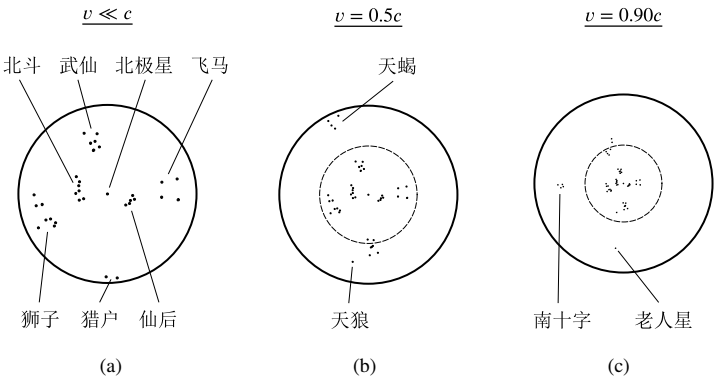 v ≪ c
v = 0.5c
v = 0.90c
北斗 武仙 北极星 飞马
天蝎
狮子 猎户 仙后
天狼
南十字 老人星
(a)
(b)
(c)